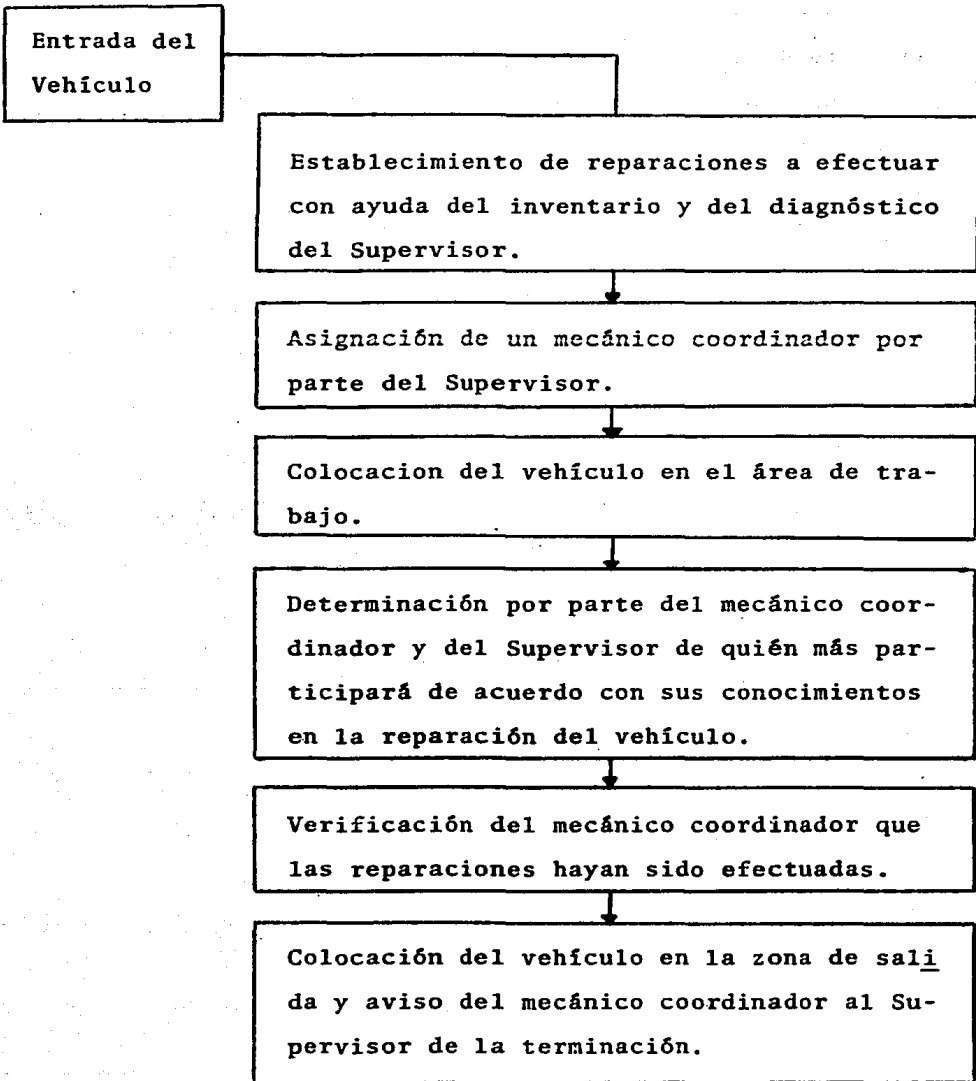 Entrada del
Vehículo
Establecimiento de reparaciones a efectuar
con ayuda del inventario y del diagnóstico
del Supervisor.
Asignación de un mecánico coordinador por
parte del Supervisor.
Colocacion del vehículo en el área de tra-
bajo.
Determinación por parte del mecánico coor-
dinador y del Supervisor de quién más par-
ticipará de acuerdo con sus conocimientos
en la reparación del vehículo.
Verificación del mecánico coordinador que
las reparaciones hayan sido efectuadas.
Colocación del vehículo en la zona de sali
da y aviso del mecánico coordinador al Su-
pervisor de la terminación.